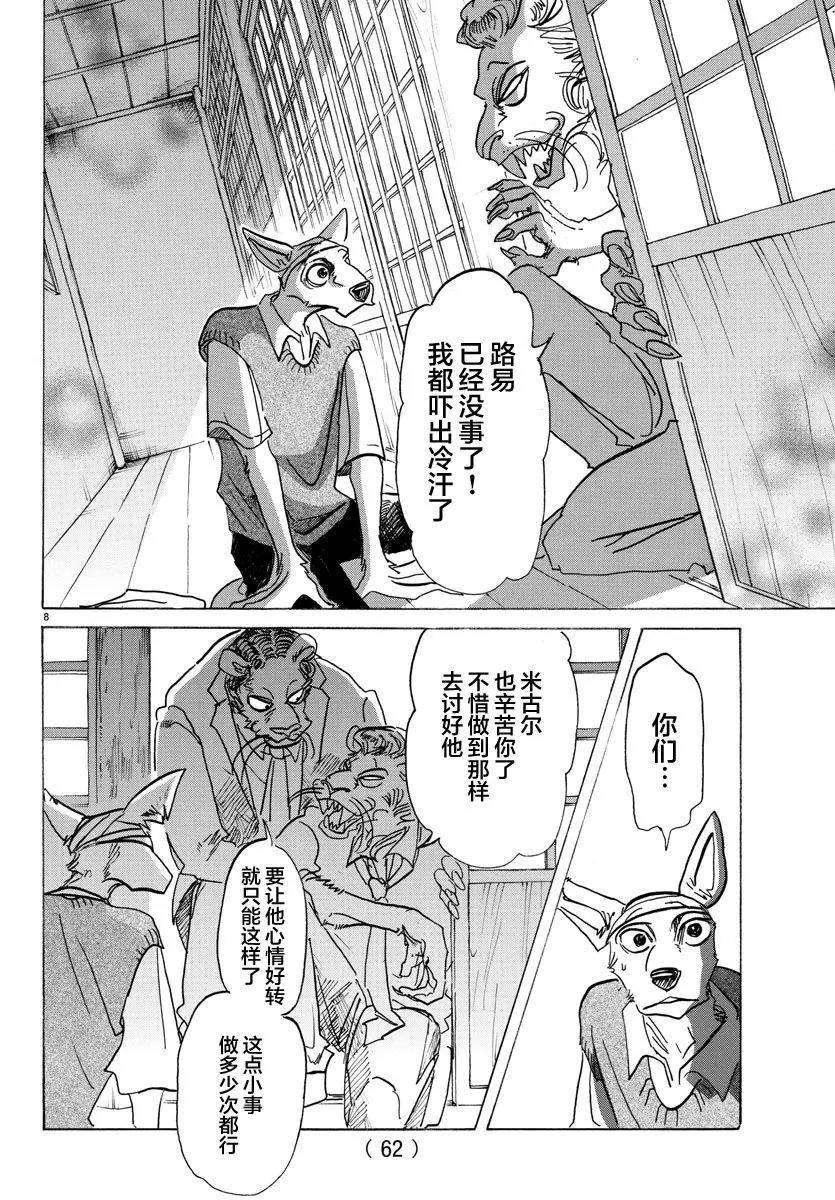 路易
已经没事了！
我都吓出冷汗了
8
你们…
米古尔
也辛苦你了
不惜做到那样
去讨好他
要让他心情好转
就只能这样了
这点小事
做多少次都行
（62）